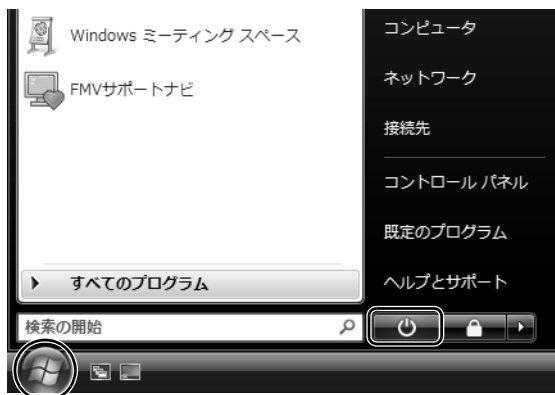 Windows ミーティング スペース
FMVサポートナビ
すべてのプログラム
検索の開始
コンピュータ
ネットワーク
接続先
コントロール パネル
既定のプログラム
ヘルプとサポート